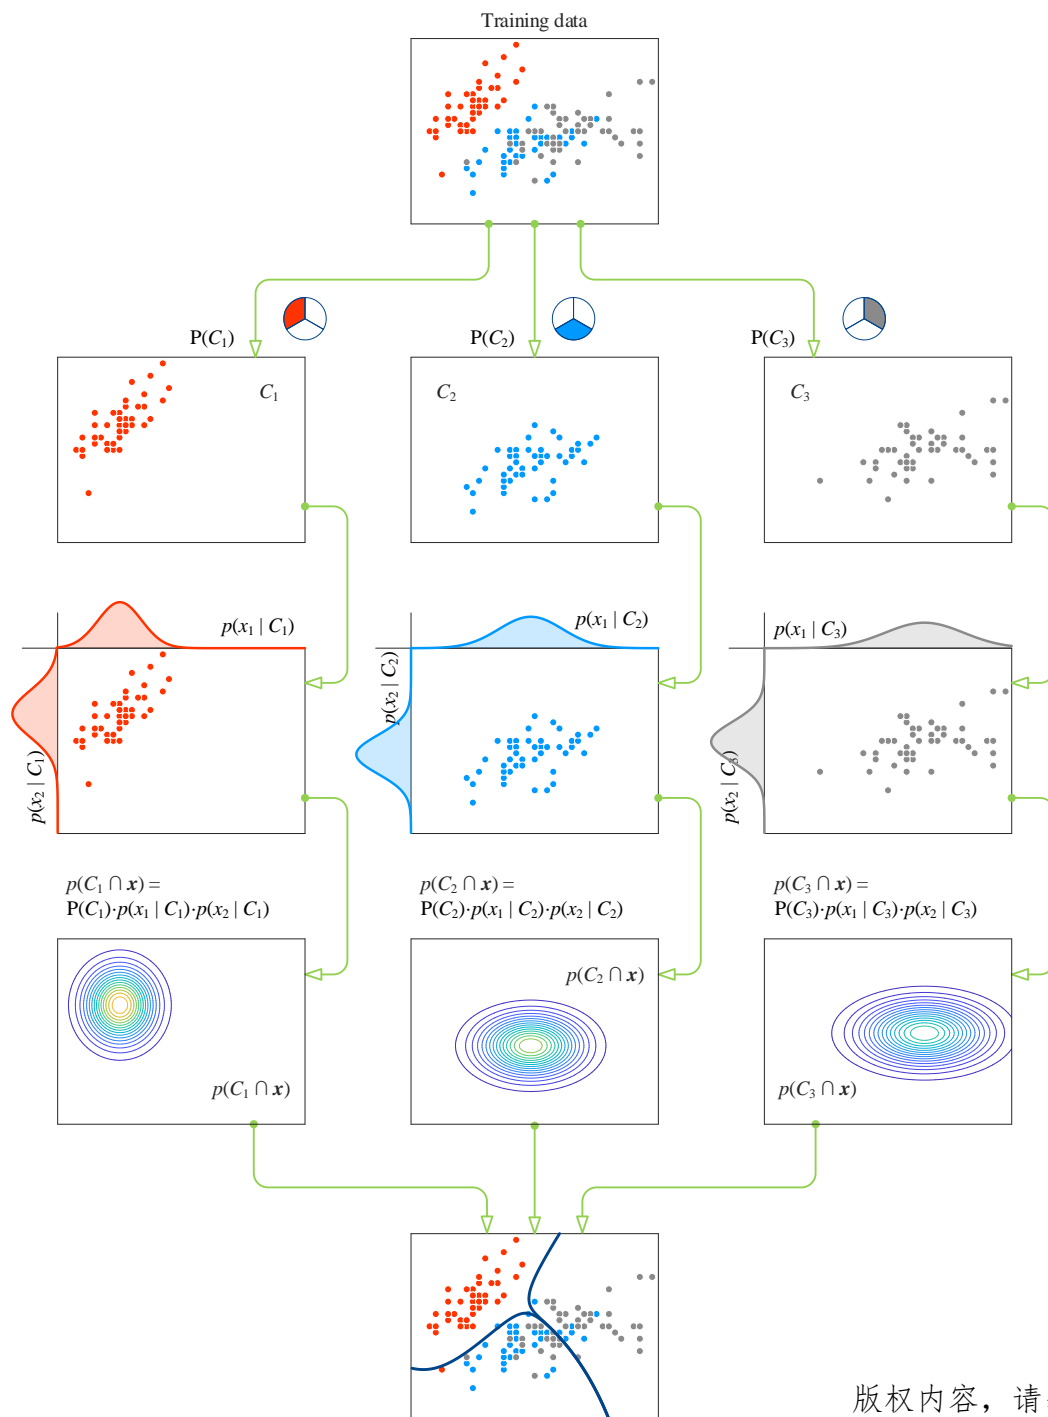 Training data
P(C₁)
P(C₂)
P(C₃)
C₁
C₂
C₃
p(x₁ | C₁)
p(x₁ | C₂)
p(x₁ | C₃)
p(x₂ | C₁)
p(x₂ | C₂)
p(x₂ | C₃)
p(C₁ ∩ x) =
P(C₁)·p(x₁ | C₁)·p(x₂ | C₁)
p(C₂ ∩ x) =
P(C₂)·p(x₁ | C₂)·p(x₂ | C₂)
p(C₃ ∩ x) =
P(C₃)·p(x₁ | C₃)·p(x₂ | C₃)
p(C₁ ∩ x)
p(C₂ ∩ x)
p(C₃ ∩ x)
版权内容，请